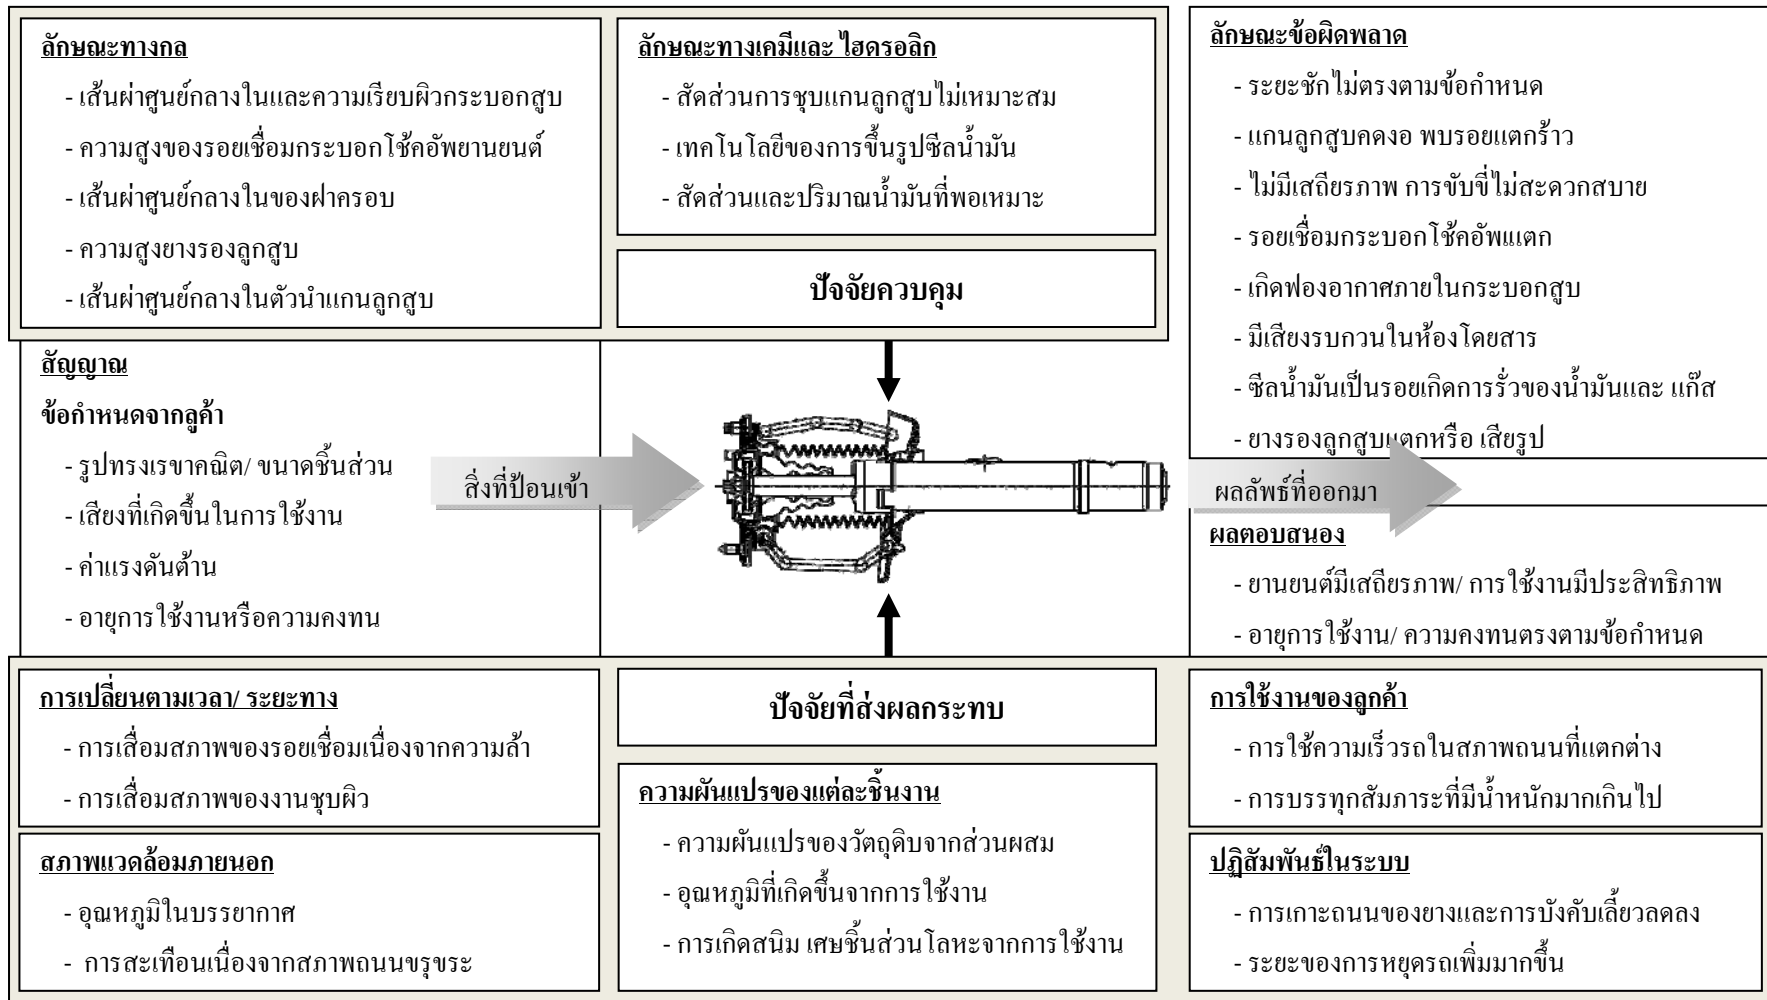 ลักษณะทางกล
- เส้นผ่าศูนย์กลางในและความเรียบผิวกระบอกสูบ
- ความสูงของรอยเชื่อมกระบอกโช้คอัพยานยนต์
- เส้นผ่าศูนย์กลางในของฝาครอบ
- ความสูงยางรองลูกสูบ
- เส้นผ่าศูนย์กลางในตัวนำแกนลูกสูบ
ลักษณะทางเคมีและ ไฮดรอลิก
- สัดส่วนการชุบแกนลูกสูบไม่เหมาะสม
- เทคโนโลยีของการขึ้นรูปซีลน้ำมัน
- สัดส่วนและปริมาณน้ำมันที่พอเหมาะ
ปัจจัยควบคุม
ลักษณะข้อผิดพลาด
- ระยะชักไม่ตรงตามข้อกำหนด
- แกนลูกสูบคดงอ พบรอยแตกร้าว
- ไม่มีเสถียรภาพ การขับขี่ไม่สะดวกสบาย
- รอยเชื่อมกระบอกโช้คอัพแตก
- เกิดฟองอากาศภายในกระบอกสูบ
- มีเสียงรบกวนในห้องโดยสาร
- ซีลน้ำมันเป็นรอยเกิดการรั่วของน้ำมันและ แก๊ส
- ยางรองลูกสูบแตกหรือ เสียรูป
สัญญาณ
ข้อกำหนดจากลูค้า
- รูปทรงเรขาคณิต/ ขนาดชิ้นส่วน
- เสียงที่เกิดขึ้นในการใช้งาน
- ค่าแรงดันต้าน
- อายุการใช้งานหรือความคงทน
สิ่งที่ป้อนเข้า
ผลลัพธ์ที่ออกมา
ผลตอบสนอง
- ยานยนต์มีเสถียรภาพ/ การใช้งานมีประสิทธิภาพ
- อายุการใช้งาน/ ความคงทนตรงตามข้อกำหนด
การเปลี่ยนตามเวลา/ ระยะทาง
- การเสื่อมสภาพของรอยเชื่อมเนื่องจากความล้า
- การเสื่อมสภาพของงานชุบผิว
สภาพแวดล้อมภายนอก
- อุณหภูมิในบรรยากาศ
- การสะเทือนเนื่องจากสภาพถนนขรุขระ
ปัจจัยที่ส่งผลกระทบ
ความผันแปรของแต่ละชิ้นงาน
- ความผันแปรของวัตถุดิบจากส่วนผสม
- อุณหภูมิที่เกิดขึ้นจากการใช้งาน
- การเกิดสนิม เศษชิ้นส่วนโลหะจากการใช้งาน
การใช้งานของลูกค้า
- การใช้ความเร็วรถในสภาพถนนที่แตกต่าง
- การบรรทุกสัมภาระที่มีน้ำหนักมากเกินไป
ปฏิสัมพันธ์ในระบบ
- การเกาะถนนของยางและการบังคับเลี้ยวลดลง
- ระยะของการหยุดรถเพิ่มมากขึ้น